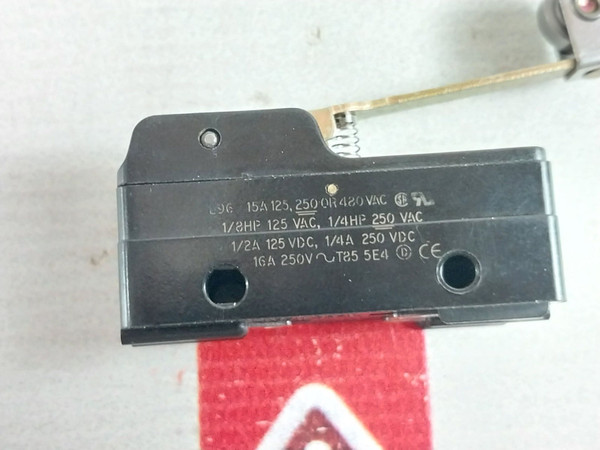 L96 15A 125, 250 OR 480 VAC
1/8HP 125 VAC, 1/4HP 250 VAC
1/2A 125 VDC, 1/4A 250 VDC
16A 250V ~ T85 5E4 D CE